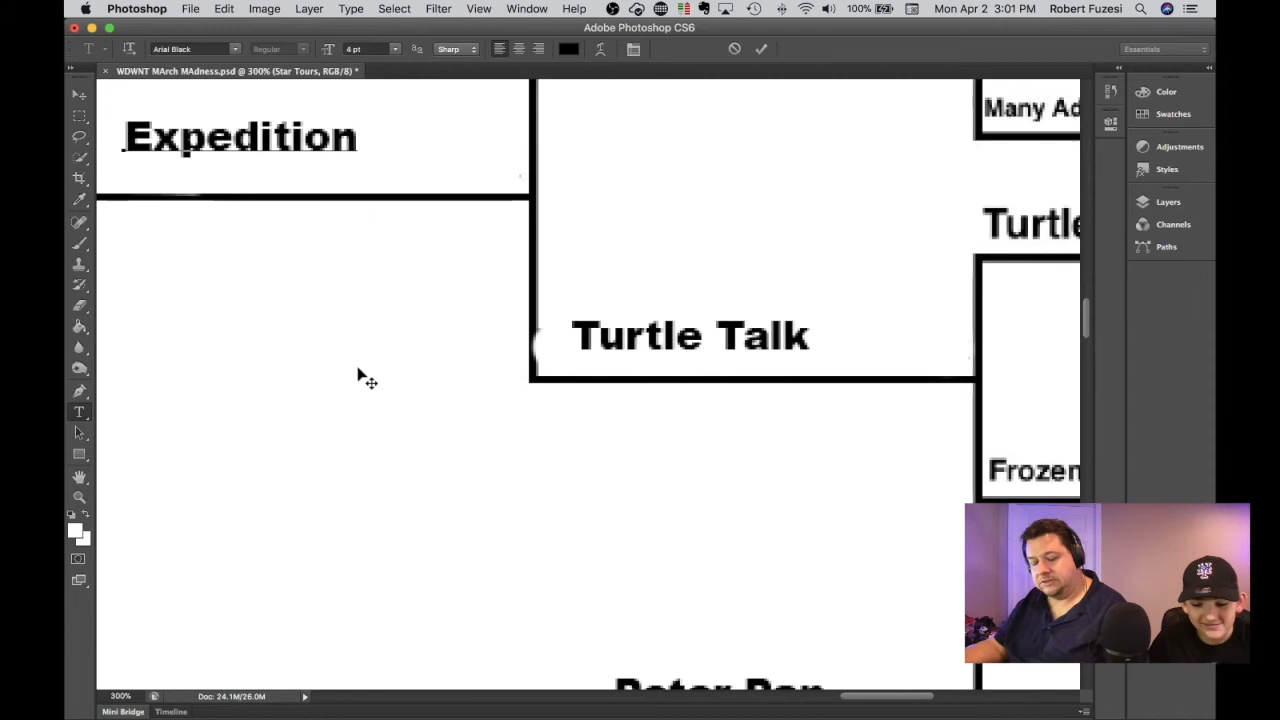 Photoshop File Edit Image Layer Type Select Filter View Window Help 100% Mon Apr 2 3:01 PM Robert Fuzesi
Adobe Photoshop CS6
T Arial Black Regular 4 pt Sharp Essentials
WDWNT MArch MAdness.psd @ 300% (Star Tours, RGB/8) *
Color
Swatches
Adjustments
Styles
Layers
Channels
Paths
Expedition
Many Ad
Turtle
Turtle Talk
Frozen
Peter Pan
300% Doc: 24.1M/26.0M
Mini Bridge Timeline